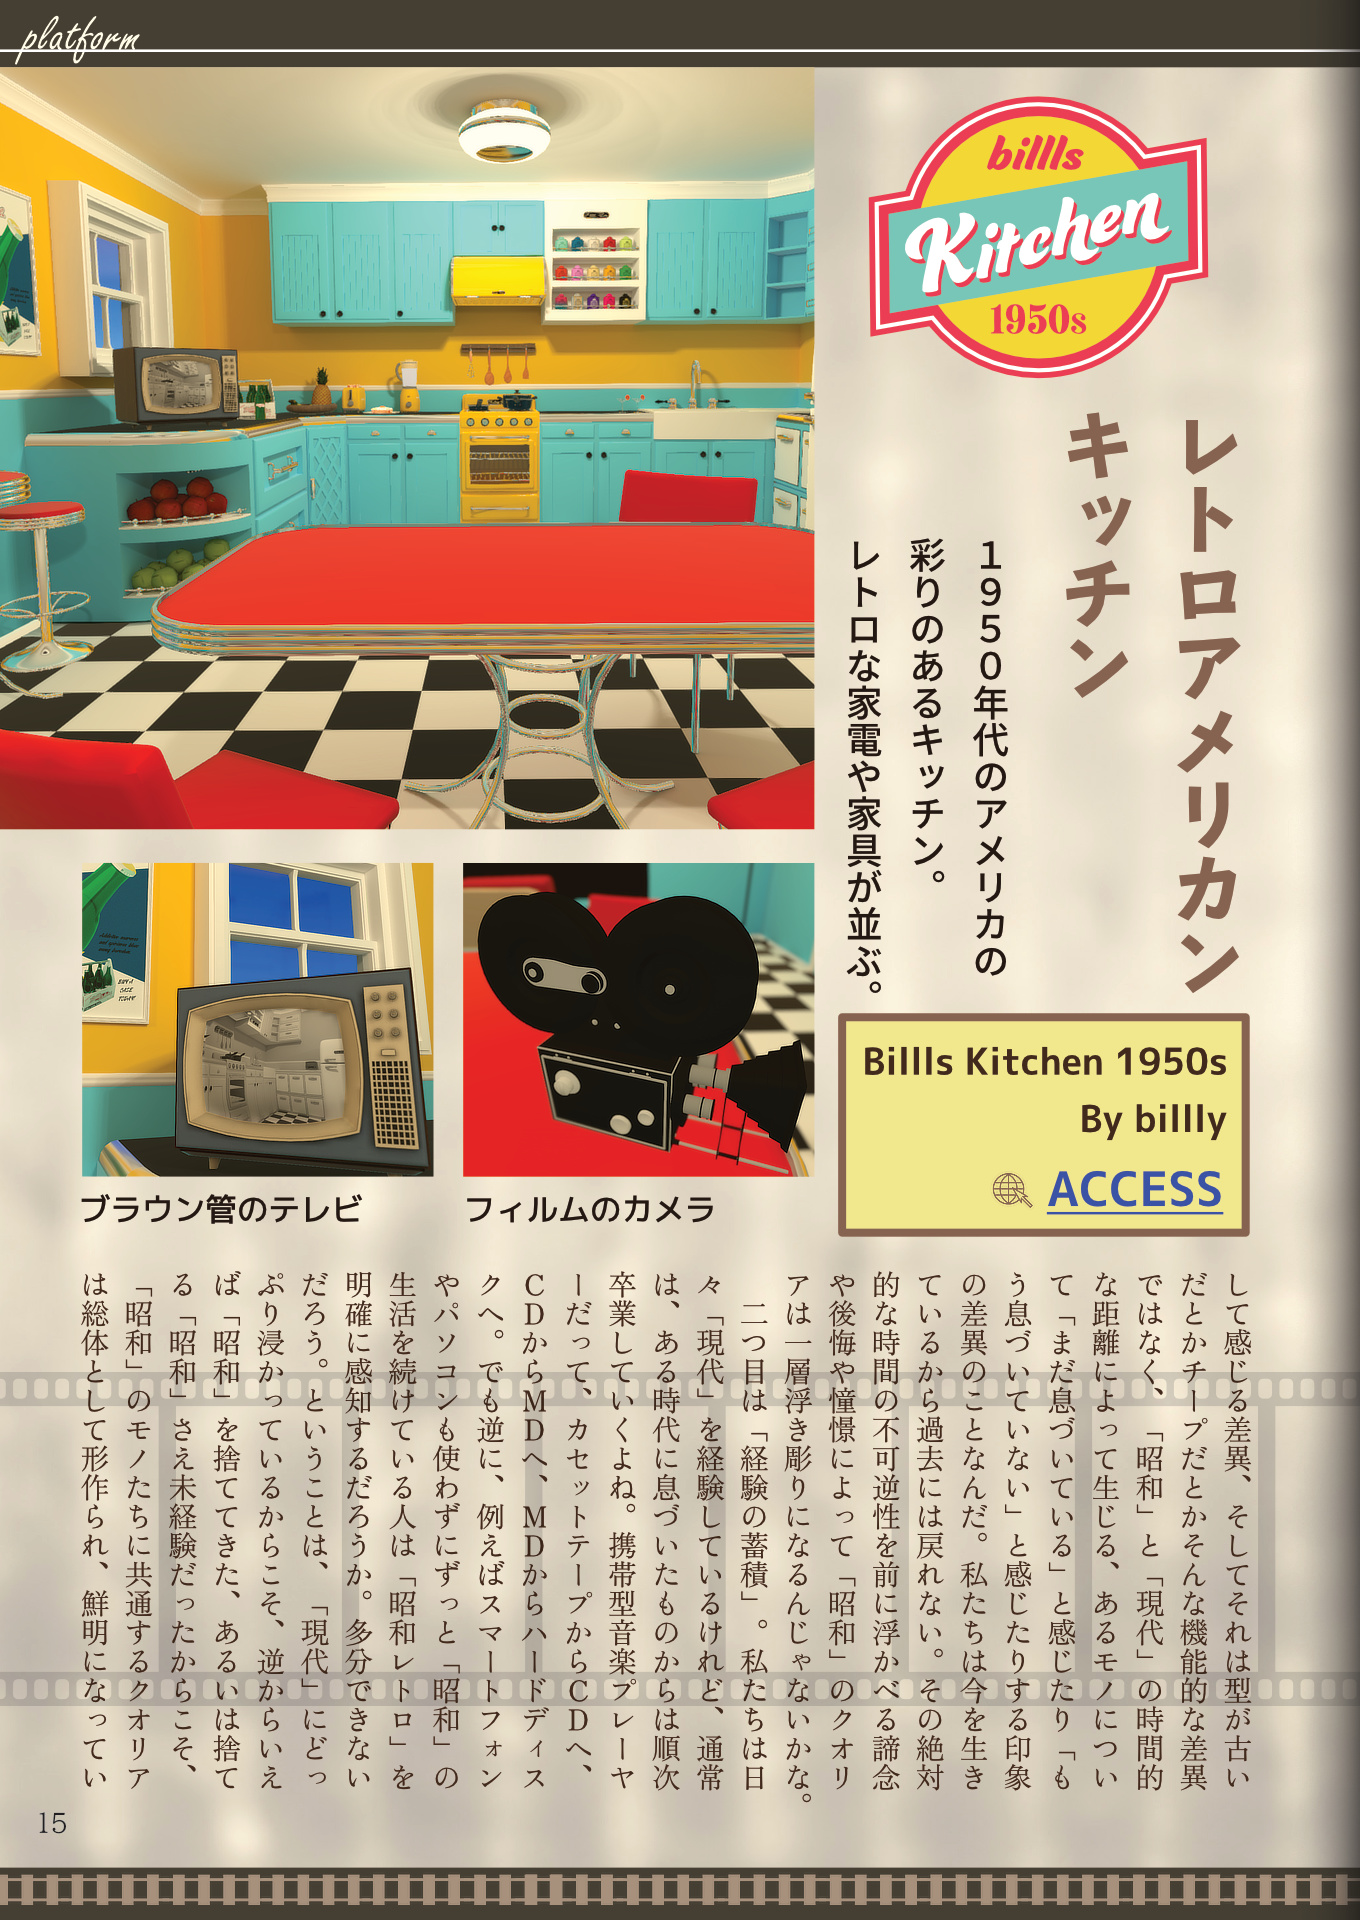 platform
billls
Kitchen
1950s
レトロアメリカン
キッチン
１９５０年代のアメリカの
彩りのあるキッチン。
レトロな家電や家具が並ぶ。
Billls Kitchen 1950s
By billly
ACCESS
フィルムのカメラ
ブラウン管のテレビ
して感じる差異、そしてそれは型が古い
だとかチープだとかそんな機能的な差異
ではなく、「昭和」と「現代」の時間的
な距離によって生じる、あるモノについ
て「まだ息づいている」と感じたり「も
う息づいていない」と感じたりする印象
の差異のことなんだ。私たちは今を生き
ているから過去には戻れない。その絶対
的な時間の不可逆性を前に浮かべる諦念
や後悔や憧憬によって「昭和」のクオリ
アは一層浮き彫りになるんじゃないかな。
二つ目は「経験の蓄積」。私たちは日
々「現代」を経験しているけれど、通常
は、ある時代に息づいたものからは順次
卒業していくよね。携帯型音楽プレーヤ
ーだって、カセットテープからＣＤへ、
ＣＤからＭＤへ、ＭＤからハードディス
クへ。でも逆に、例えばスマートフォン
やパソコンも使わずにずっと「昭和」の
生活を続けている人は「昭和レトロ」を
明確に感知するだろうか。多分できない
だろう。ということは、「現代」にどっ
ぷり浸かっているからこそ、逆からいえ
ば「昭和」を捨ててきた、あるいは捨て
る「昭和」さえ未経験だったからこそ、
「昭和」のモノたちに共通するクオリア
は総体として形作られ、鮮明になってい
15